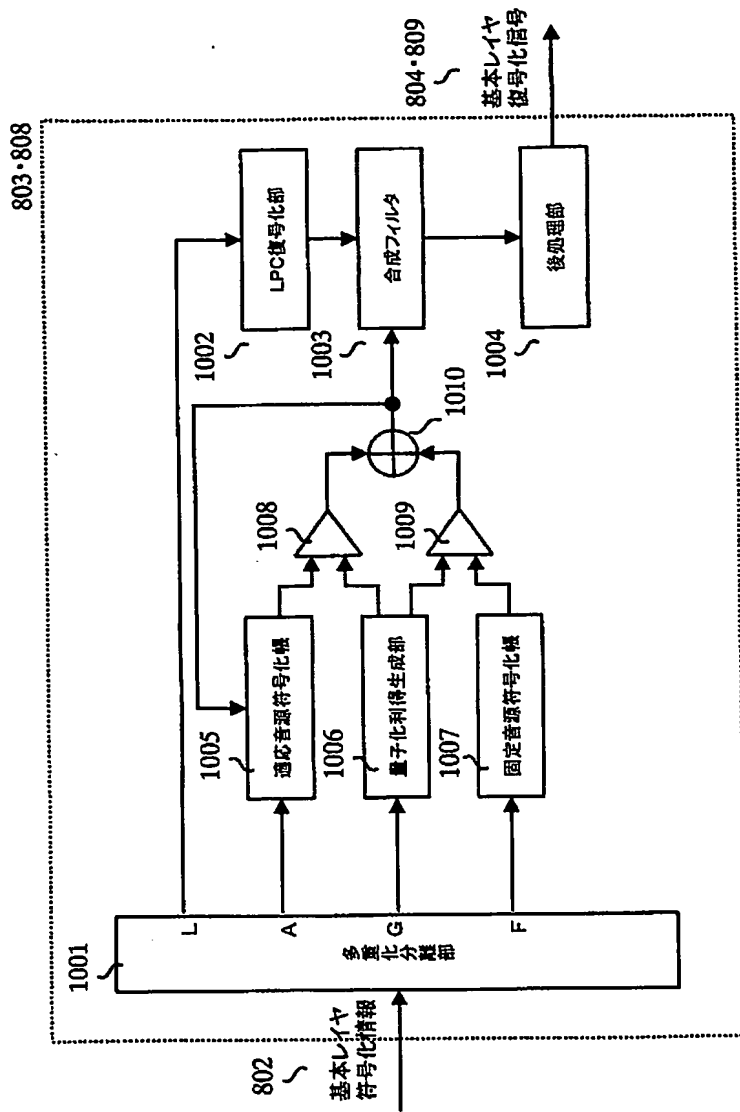 803・808
802
基本レイヤ
符号化情報
1001
多重化分離部
L
A
G
F
1005
適応音源符号化帳
1006
量子化利得生成部
1007
固定音源符号化帳
1008
1009
1010
1002
LPC復号化部
1003
合成フィルタ
1004
後処理部
804・809
基本レイヤ
復号化信号